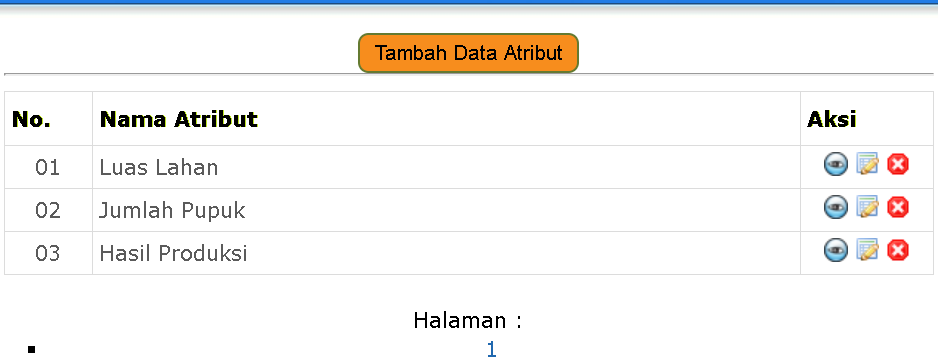 Tambah Data Atribut
No. Nama Atribut Aksi
01 Luas Lahan
02 Jumlah Pupuk
03 Hasil Produksi
Halaman :
1